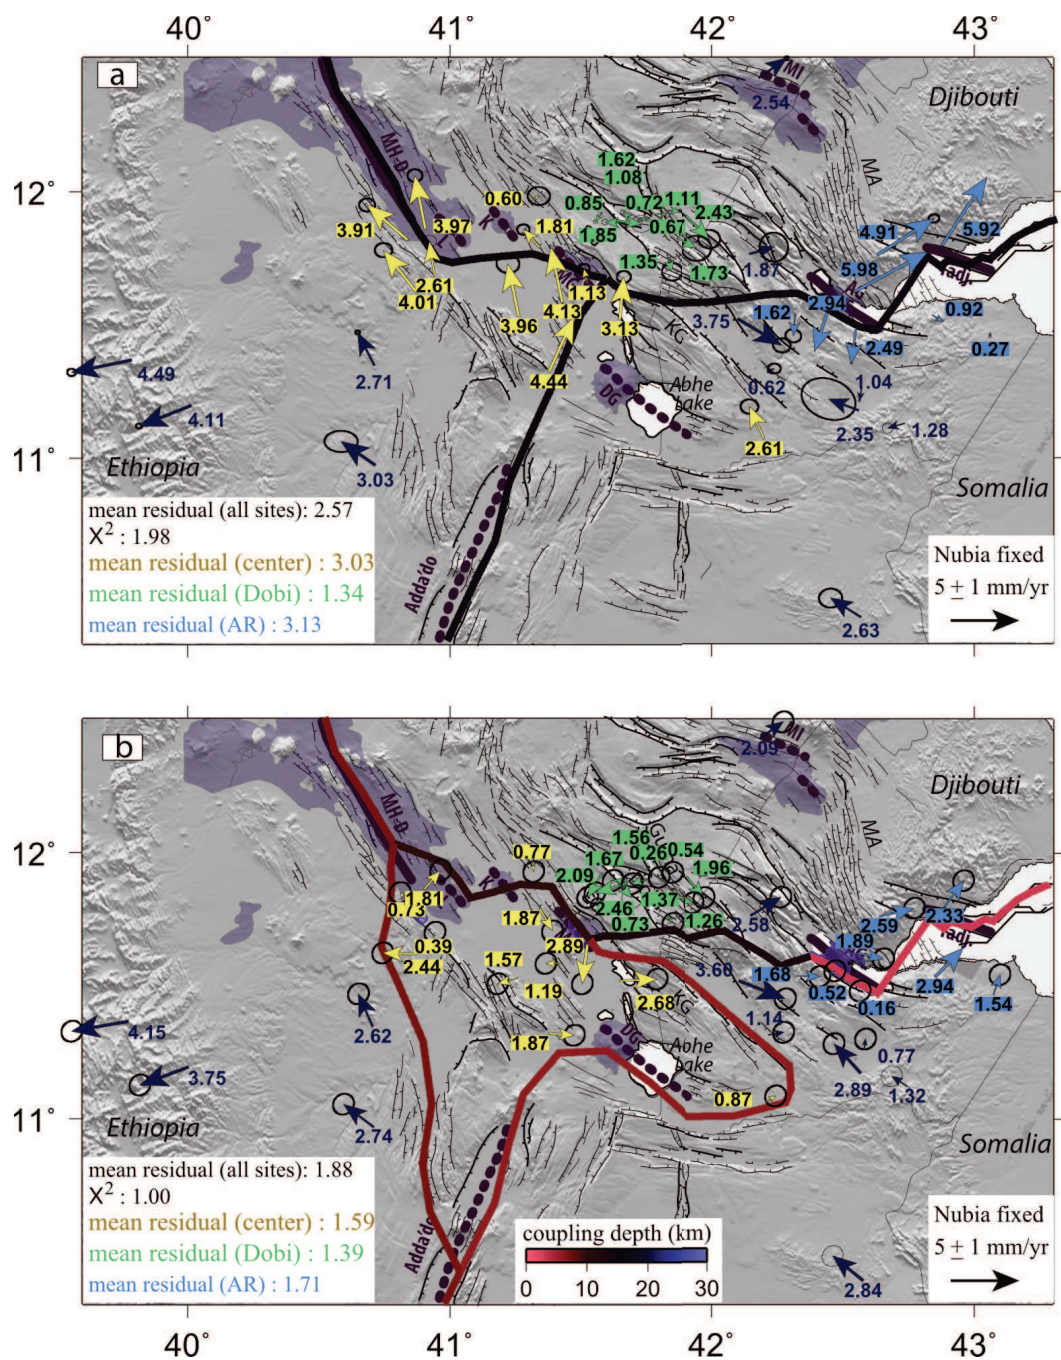 40° 41° 42° 43°
a
MI
2.54
Djibouti
MH-D
MA
12°
1.62
1.08
0.60 0.85 0.72 1.11
2.43
3.91 3.97 1.81 1.85 0.67
4.91 5.92
1.35 1.73 1.87
5.98
Tadj.
2.61
4.01
K
MG
1.13
4.13
AG
2.94
1.62
0.92
3.96 3.13 3.75
KG
2.49
0.27
4.49
2.71
4.44
DG
Abhe
Lake
0.62
1.04
4.11
2.35
1.28
11°
Ethiopia
3.03
2.61
Somalia
mean residual (all sites): 2.57
X² : 1.98
mean residual (center) : 3.03
mean residual (Dobi) : 1.34
mean residual (AR) : 3.13
Adda'do
Nubia fixed
5 ± 1 mm/yr
2.63
b
MI
2.09
Djibouti
MH-D
MA
12°
1.56
0.77 1.67 0.26 0.54
K
2.09 1.96
1.81
0.73
2.46 1.37
1.87 0.73 1.26 2.58
2.59 2.33
Tadj.
0.39
2.44
2.89
1.89
1.57
1.19
2.68
KG
3.60
1.68
0.52
2.94
1.54
0.16
4.15
2.62
1.87
DG
Abhe
Lake
1.14
0.77
3.75
2.89
1.32
0.87
11°
Ethiopia
2.74
Somalia
mean residual (all sites): 1.88
X² : 1.00
mean residual (center) : 1.59
mean residual (Dobi) : 1.39
mean residual (AR) : 1.71
Adda'do
coupling depth (km)
0 10 20 30
Nubia fixed
5 ± 1 mm/yr
2.84
40° 41° 42° 43°